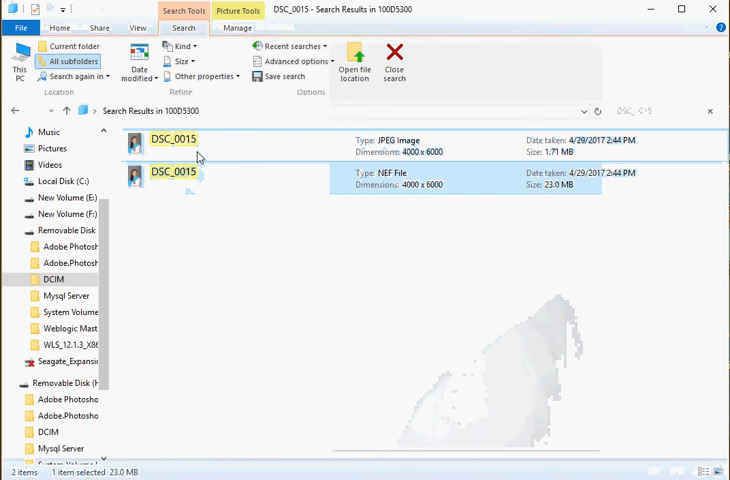 Search Tools
Picture Tools
DSC_0015 - Search Results in 100D5300
File
Home
Share
View
Search
Manage
This PC
Current folder
All subfolders
Search again in
Location
Date modified
Kind
Size
Other properties
Refine
Recent searches
Advanced options
Save search
Options
Open file location
Close search
Search Results in 100D5300
Music
Pictures
Videos
Local Disk (C:)
New Volume (E:)
New Volume (F:)
Removable Disk
Adobe Photosh
Adobe.Photosh
DCIM
Mysql Server
System Volume
Weblogic Mast
WLS_12.1.3_X86
Seagate_Expansio
Removable Disk (H
Adobe Photosho
Adobe.Photosho
DCIM
Mysql Server
DSC_0015
Type: JPEG Image
Dimensions: 4000 x 6000
Date taken: 4/29/2017 2:44 PM
Size: 1.71 MB
DSC_0015
Type: NEF File
Dimensions: 4000 x 6000
Date taken: 4/29/2017 2:44 PM
Size: 23.0 MB
2 items
1 item selected 23.0 MB